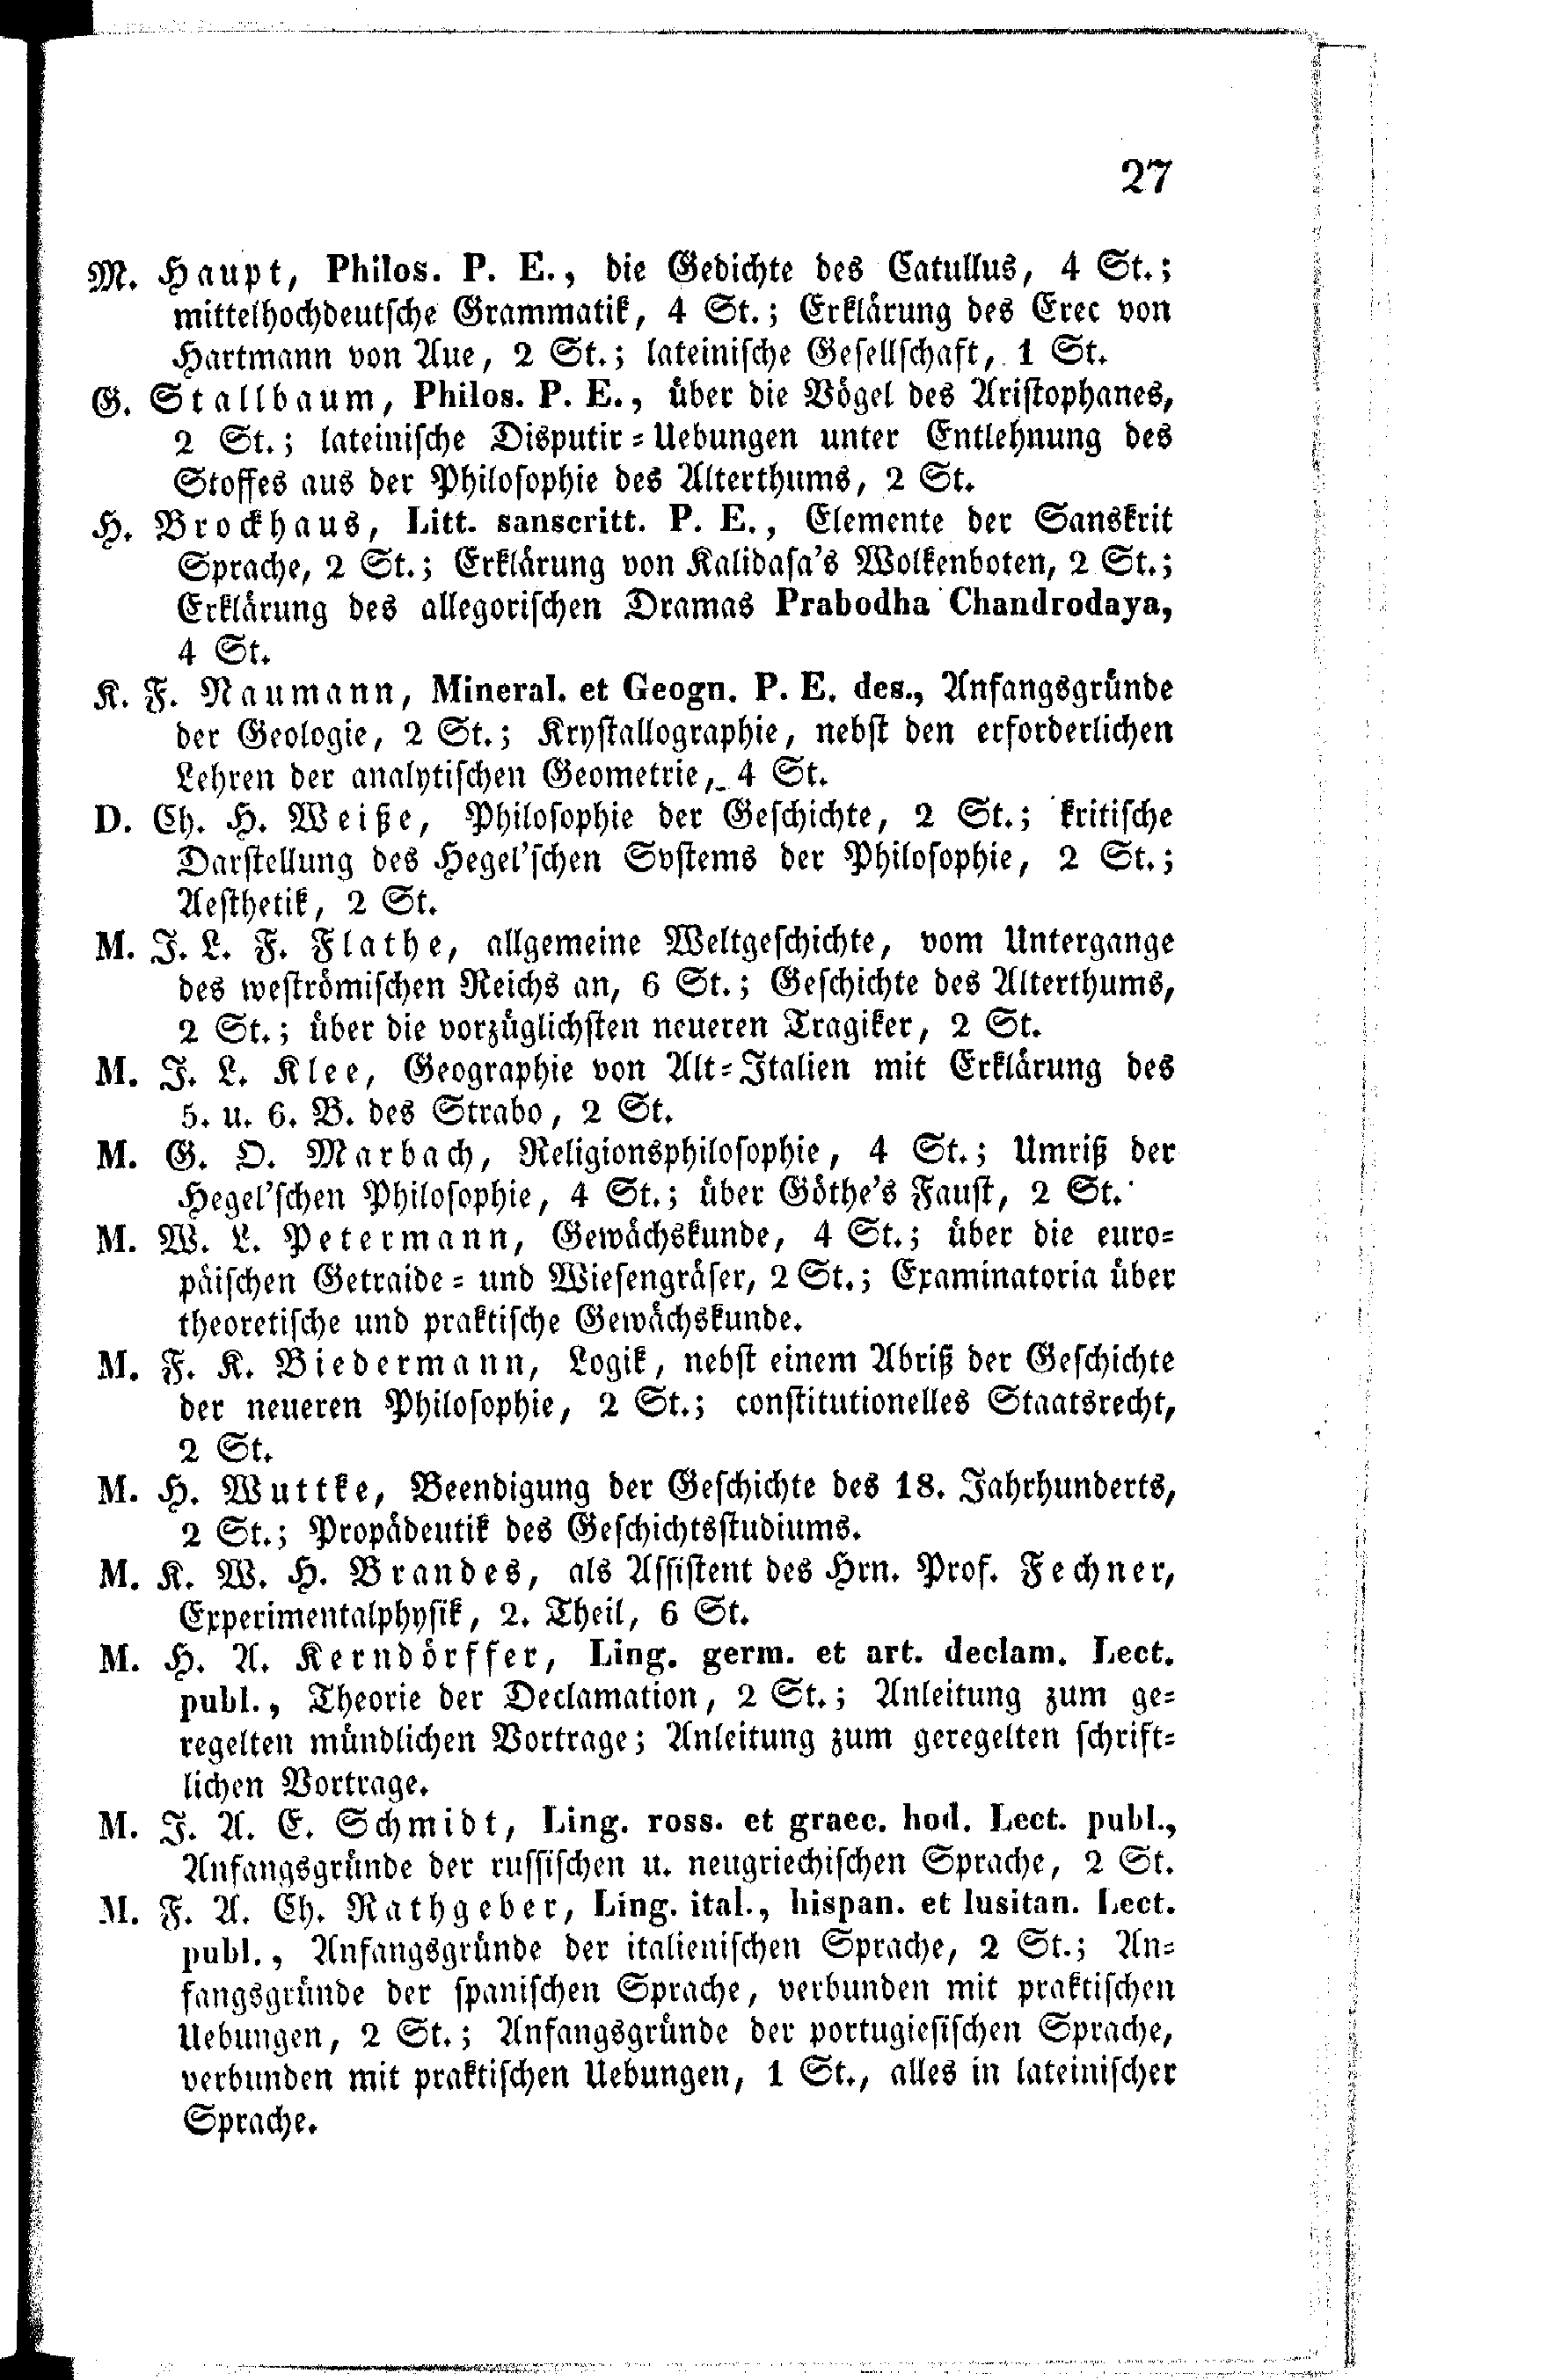 27
M. Haupt, Philos. P. E., die Gedichte des Catullus, 4 St.;
mittelhochdeutsche Grammatik, 4 St.; Erklärung des Erec von
Hartmann von Aue, 2 St.; lateinische Gesellschaft, 1 St.
G. Stallbaum, Philos. P. E., über die Vögel des Aristophanes,
2 St.; lateinische Disputir-Uebungen unter Entlehnung des
Stoffes aus der Philosophie des Alterthums, 2 St.
H. Brockhaus, Litt. sanscritt. P. E., Elemente der Sanskrit
Sprache, 2 St.; Erklärung von Kalidasa's Wolkenboten, 2 St.;
Erklärung des allegorischen Dramas Prabodha Chandrodaya,
4 St.
K. F. Naumann, Mineral. et Geogn. P. E. des., Anfangsgründe
der Geologie, 2 St.; Krystallographie, nebst den erforderlichen
Lehren der analytischen Geometrie, 4 St.
D. Ch. H. Weiße, Philosophie der Geschichte, 2 St.; kritische
Darstellung des Hegel'schen Systems der Philosophie, 2 St.;
Aesthetik, 2 St.
M. J. L. F. Flathe, allgemeine Weltgeschichte, vom Untergange
des weströmischen Reichs an, 6 St.; Geschichte des Alterthums,
2 St.; über die vorzüglichsten neueren Tragiker, 2 St.
M. J. L. Klee, Geographie von Alt-Italien mit Erklärung des
5. u. 6. B. des Strabo, 2 St.
M. G. O. Marbach, Religionsphilosophie, 4 St.; Umriß der
Hegel'schen Philosophie, 4 St.; über Göthe's Faust, 2 St.
M. W. L. Petermann, Gewächskunde, 4 St.; über die euro-
päischen Getraide- und Wiesengräser, 2 St.; Examinatoria über
theoretische und praktische Gewächskunde.
M. F. K. Biedermann, Logik, nebst einem Abriß der Geschichte
der neueren Philosophie, 2 St.; constitutionelles Staatsrecht,
2 St.
M. H. Wuttke, Beendigung der Geschichte des 18. Jahrhunderts,
2 St.; Propädeutik des Geschichtsstudiums.
M. K. W. H. Brandes, als Assistent des Hrn. Prof. Fechner,
Experimentalphysik, 2. Theil, 6 St.
M. H. A. Kerndörffer, Ling. germ. et art. declam. Lect.
publ., Theorie der Declamation, 2 St.; Anleitung zum ge-
regelten mündlichen Vortrage; Anleitung zum geregelten schrift-
lichen Vortrage.
M. J. A. E. Schmidt, Ling. ross. et graec. hod. Lect. publ.,
Anfangsgründe der russischen u. neugriechischen Sprache, 2 St.
M. F. A. Ch. Rathgeber, Ling. ital., hispan. et lusitan. Lect.
publ., Anfangsgründe der italienischen Sprache, 2 St.; An-
fangsgründe der spanischen Sprache, verbunden mit praktischen
Uebungen, 2 St.; Anfangsgründe der portugiesischen Sprache,
verbunden mit praktischen Uebungen, 1 St., alles in lateinischer
Sprache.